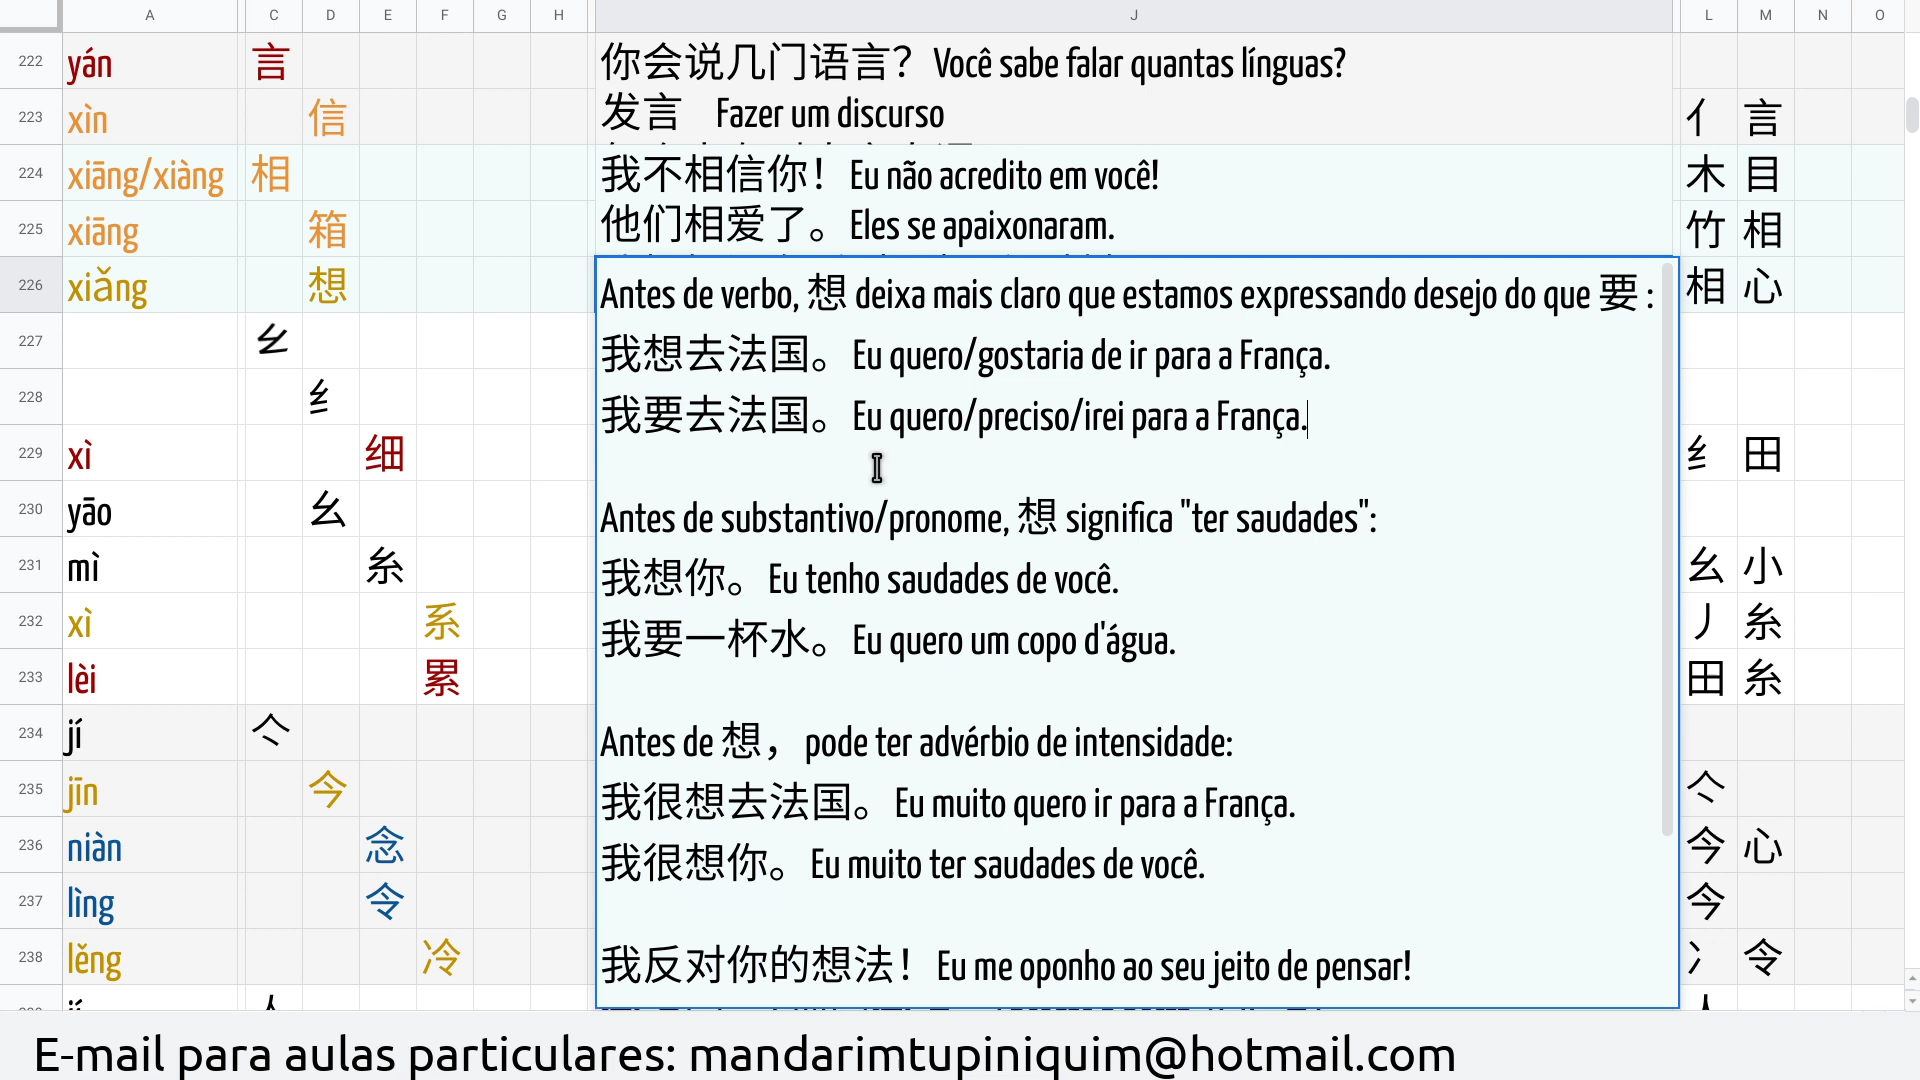 A C D E F G H J L M N O
222 yán 言 你会说几门语言？Você sabe falar quantas línguas?
223 xìn 信 发言 Fazer um discurso 亻 言
224 xiāng/xiàng 相 我不相信你！Eu não acredito em você! 木 目
225 xiāng 箱 他们相爱了。Eles se apaixonaram. 竹 相
226 xiǎng 想 相 心
Antes de verbo, 想 deixa mais claro que estamos expressando desejo do que 要 :
我想去法国。Eu quero/gostaria de ir para a França.
我要去法国。Eu quero/preciso/irei para a França.
Antes de substantivo/pronome, 想 significa "ter saudades":
我想你。Eu tenho saudades de você.
我要一杯水。Eu quero um copo d'água.
Antes de 想，pode ter advérbio de intensidade:
我很想去法国。Eu muito quero ir para a França.
我很想你。Eu muito ter saudades de você.
我反对你的想法！Eu me oponho ao seu jeito de pensar!
227 𠃋
228 纟
229 xì 细 纟 田
230 yāo 幺
231 mì 糸 幺 小
232 xì 系 丿 糸
233 lèi 累 田 糸
234 jí 亼
235 jīn 今 亼
236 niàn 念 今 心
237 lìng 令 今
238 lěng 冷 冫 令
E-mail para aulas particulares: mandarimtupiniquim@hotmail.com